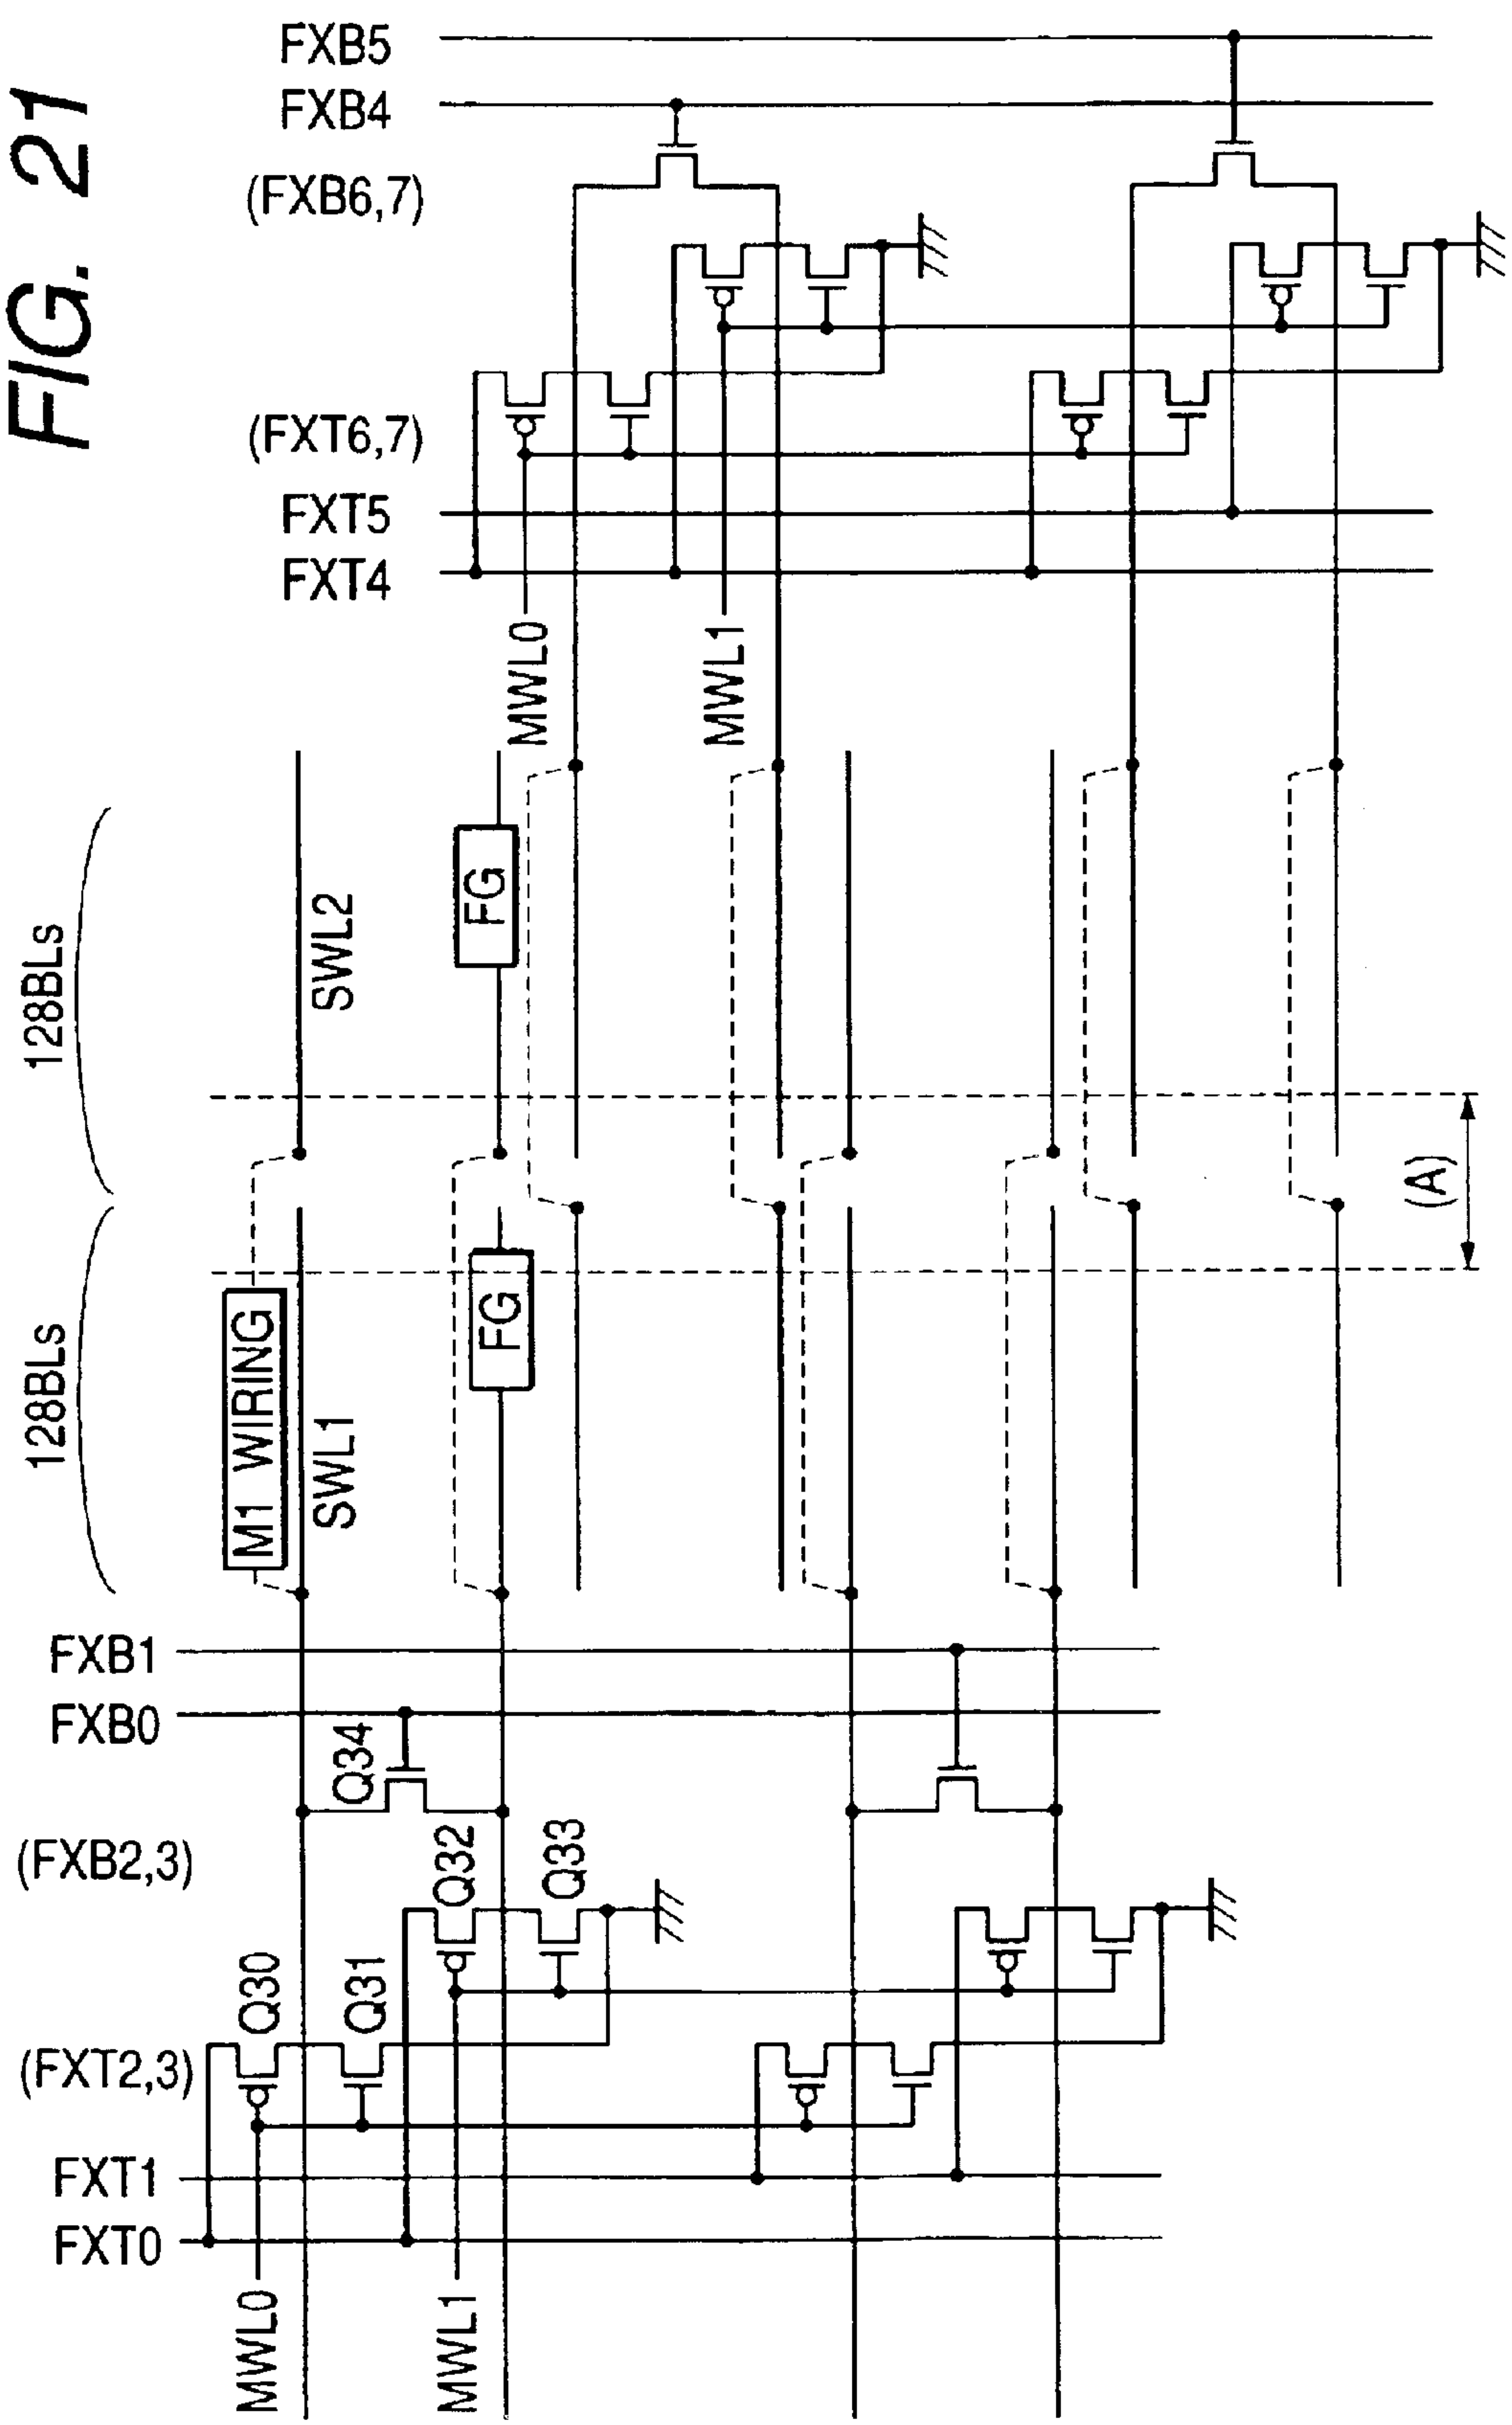 FIG. 21
FXB5
FXB4
(FXB6,7)
(FXT6,7)
FXT5
FXT4
MWL0
MWL1
128BLs
SWL2
FG
128BLs
M1 WIRING
SWL1
FG
(A)
FXB1
FXB0
Q34
(FXB2,3)
Q32
Q33
Q30
Q31
(FXT2,3)
FXT1
FXT0
MWL0
MWL1